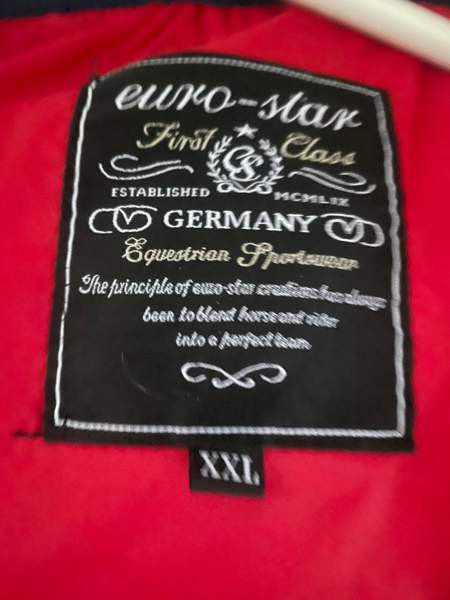 euro-star
First Class
ESTABLISHED MCMLIX
GERMANY
Equestrian Sportswear
The principle of euro-star creations has always
been to blend horse and rider
into a perfect team.
XXL